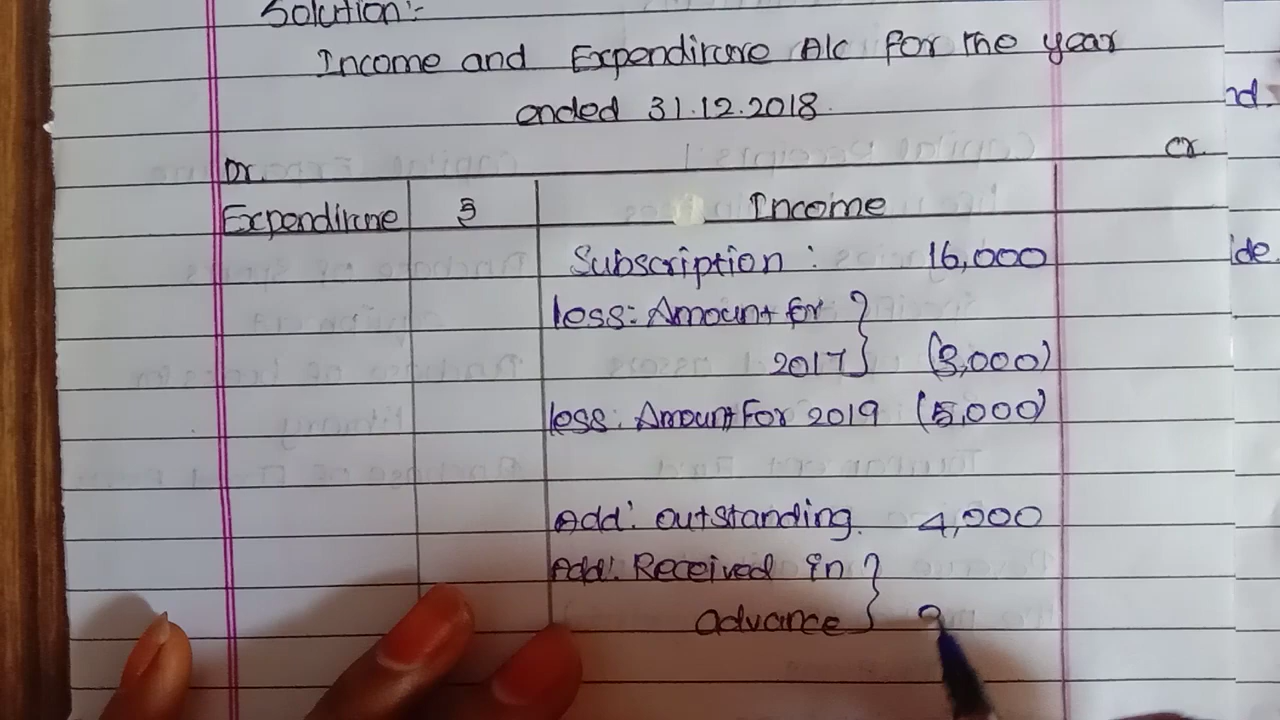 Solution:-
Income and Expenditure A/c for the year
ended 31.12.2018.
Dr. Cr.
Expenditure ₹ Income
Subscription : 16,000
less: Amount for
2017 } (3,000)
less: Amount For 2019 (5,000)
Add: outstanding. 4,000
Add: Received in
advance }
nd.
ide